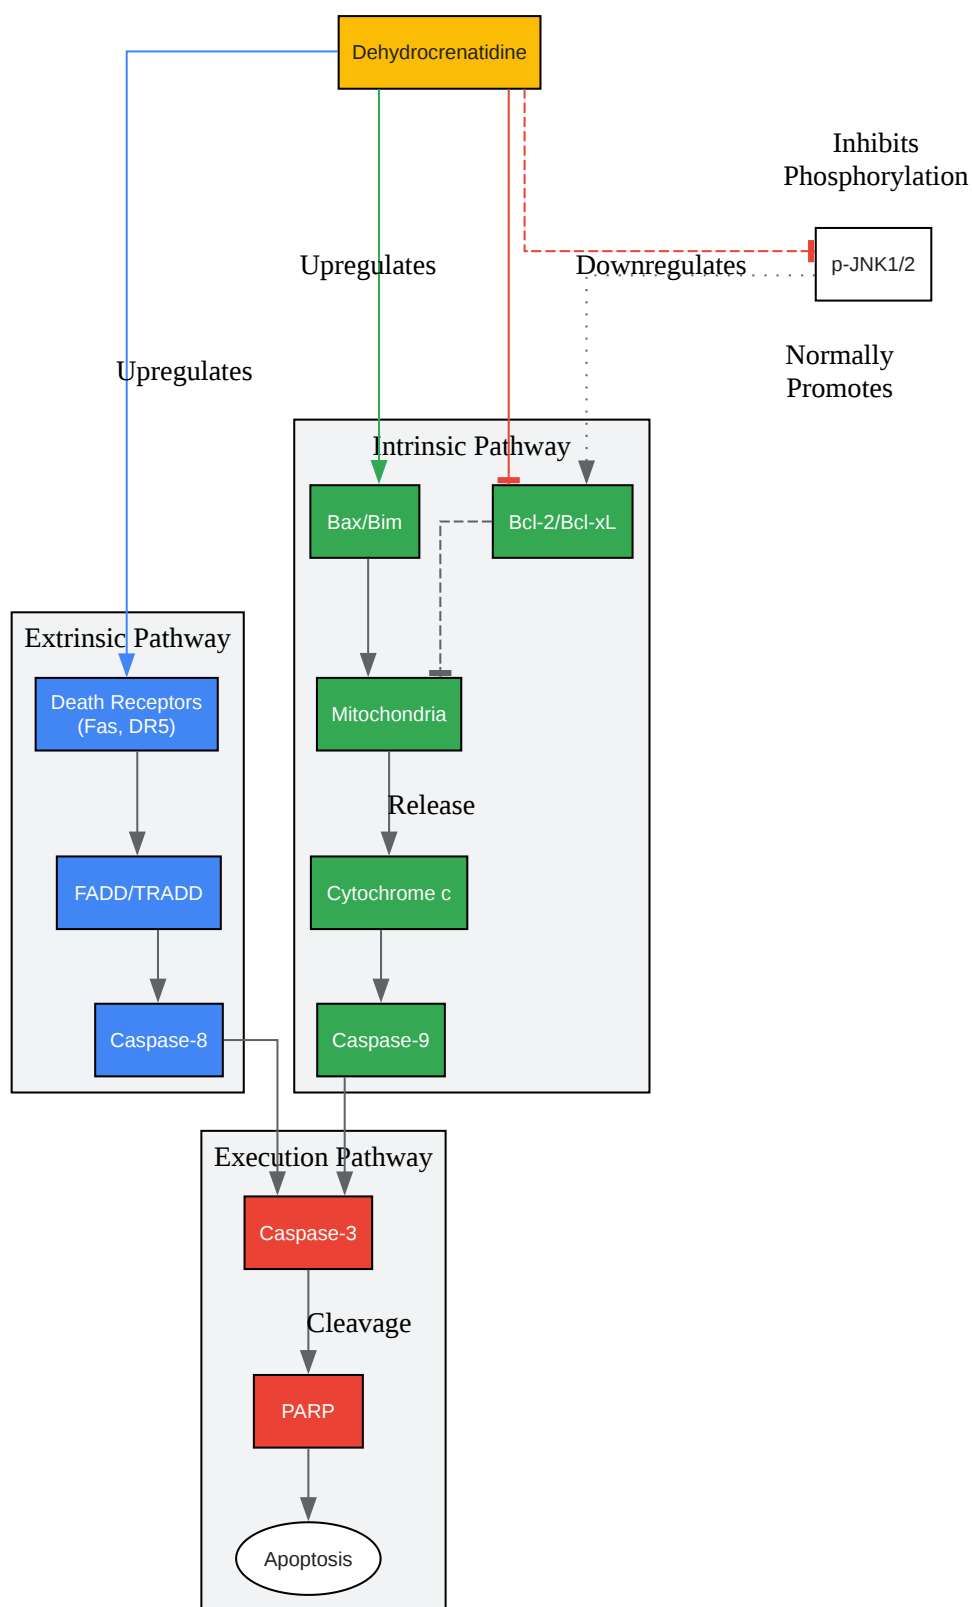 Dehydrocrenatidine
Inhibits
Phosphorylation
Upregulates
Downregulates
p-JNK1/2
Normally
Promotes
Upregulates
Intrinsic Pathway
Bax/Bim
Bcl-2/Bcl-xL
Extrinsic Pathway
Death Receptors
(Fas, DR5)
Mitochondria
Release
FADD/TRADD
Cytochrome c
Caspase-8
Caspase-9
Execution Pathway
Caspase-3
Cleavage
PARP
Apoptosis